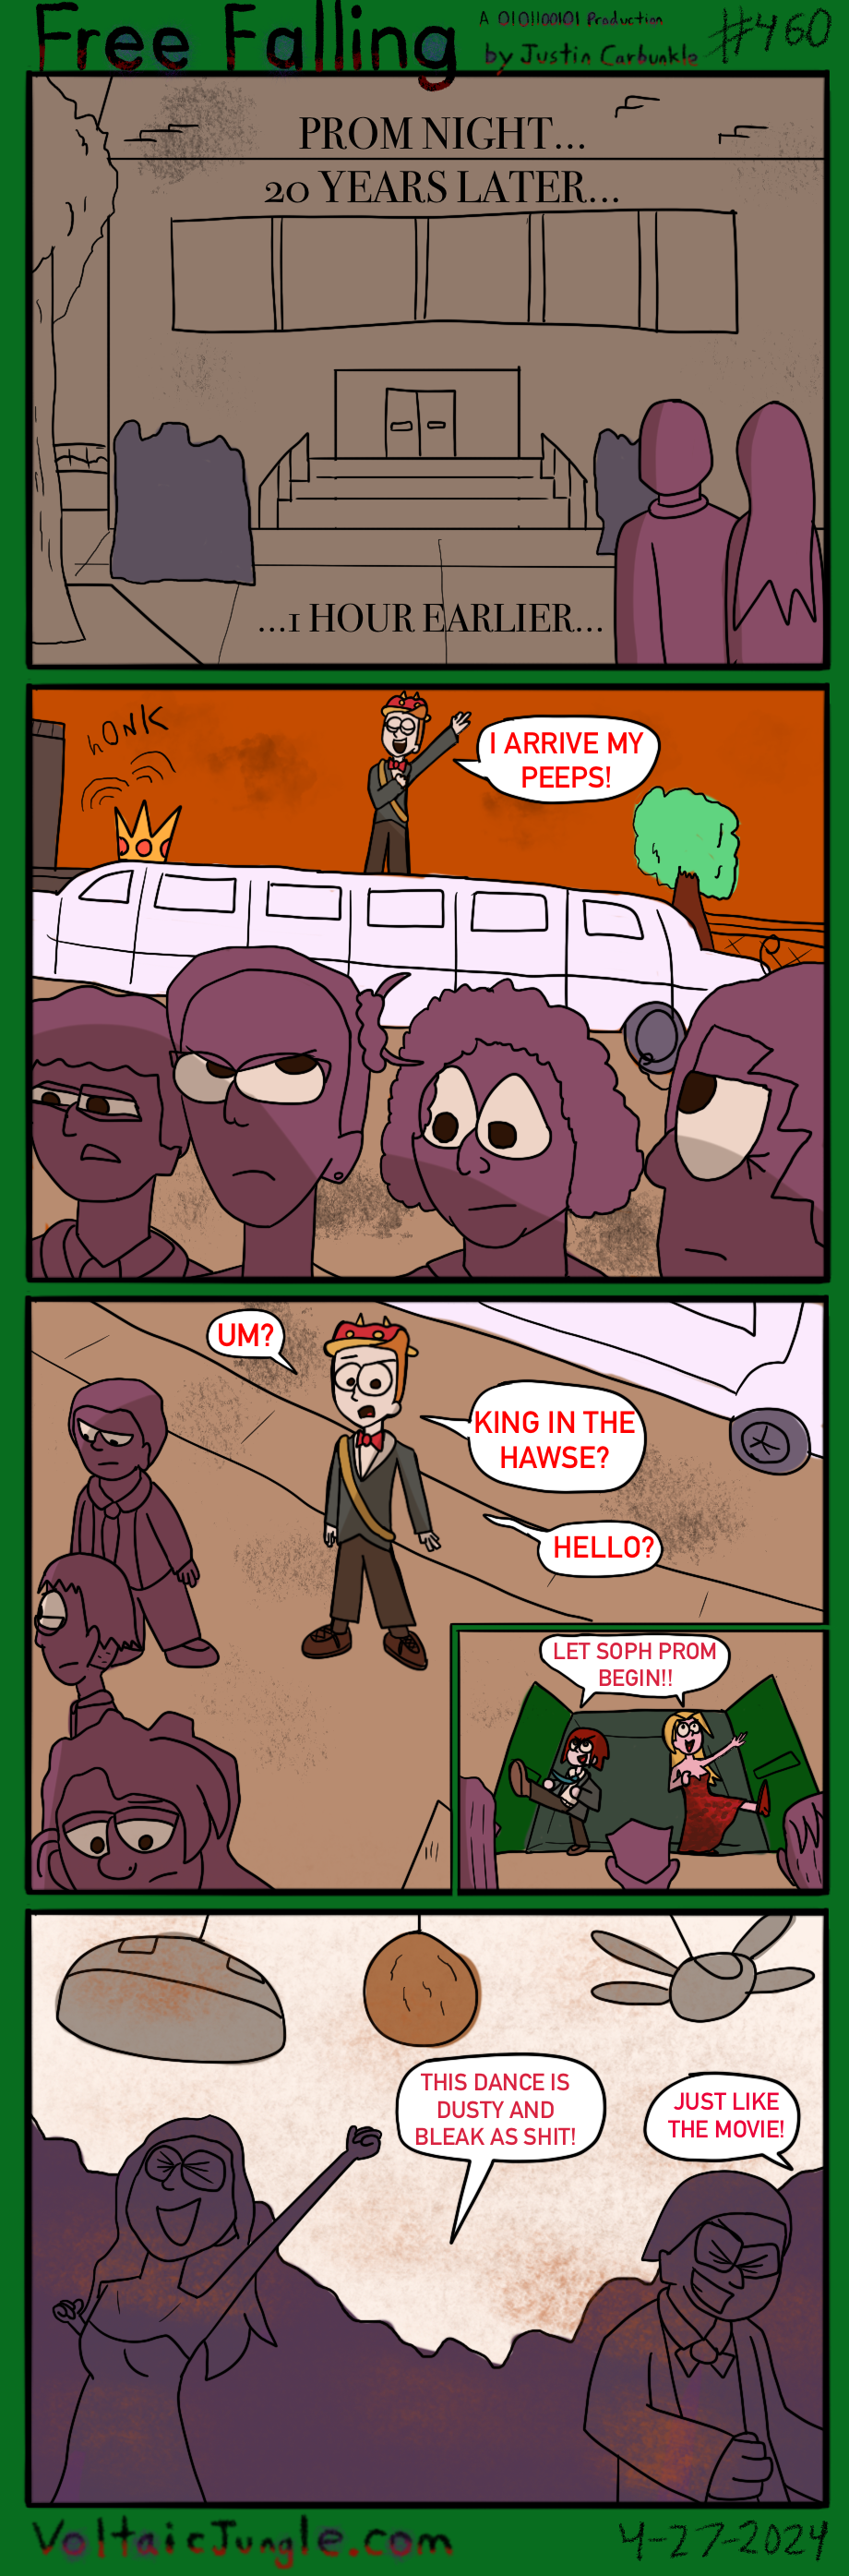 Free Falling
A 0101100101 Production
by Justin Carbunkle
#460
PROM NIGHT...
20 YEARS LATER...
...1 HOUR EARLIER...
hONK
I ARRIVE MY
PEEPS!
UM?
KING IN THE
HAWSE?
HELLO?
LET SOPH PROM
BEGIN!!
THIS DANCE IS
DUSTY AND
BLEAK AS SHIT!
JUST LIKE
THE MOVIE!
VoltaicJungle.com
4-27-2024